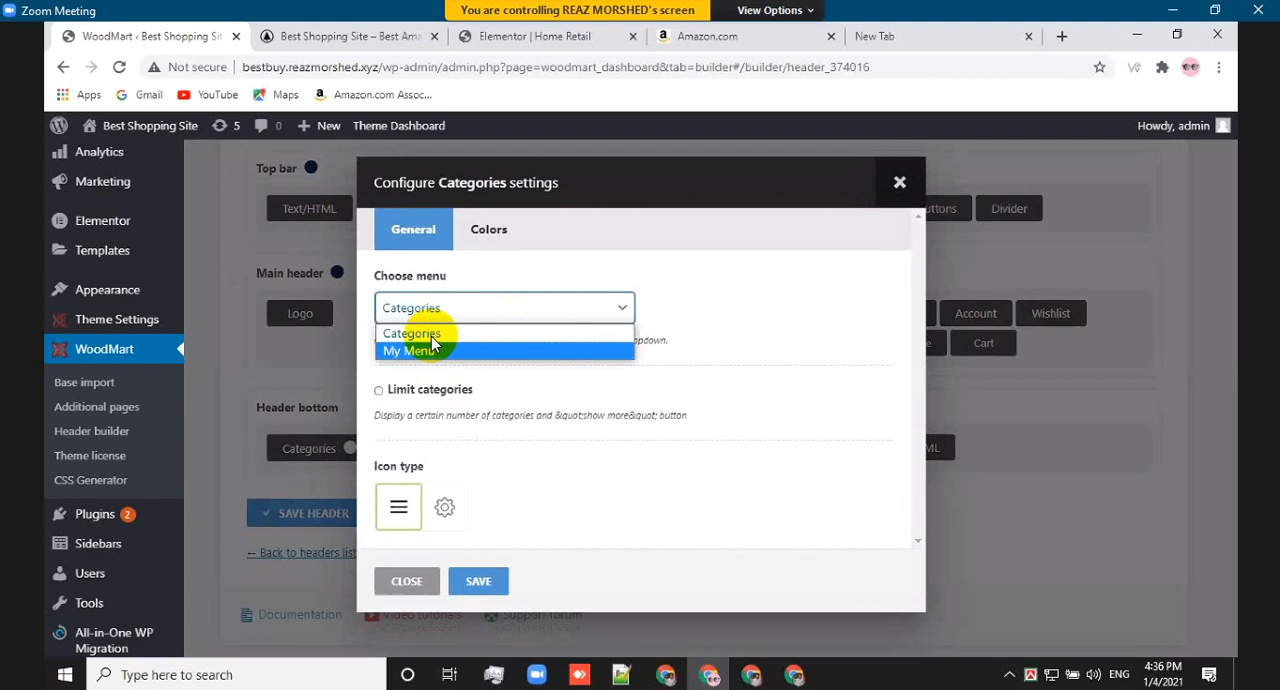 Zoom Meeting
You are controlling REAZ MORSHED's screen
View Options
WoodMart ‹ Best Shopping Sit
Best Shopping Site – Best Ama
Elementor | Home Retail
Amazon.com
New Tab
Not secure
bestbuy.reazmorshed.xyz/wp-admin/admin.php?page=woodmart_dashboard&tab=builder#/builder/header_374016
Apps
Gmail
YouTube
Maps
Amazon.com Assoc...
Best Shopping Site
5
0
New
Theme Dashboard
Howdy, admin
Analytics
Marketing
Elementor
Templates
Appearance
Theme Settings
WoodMart
Base import
Additional pages
Header builder
Theme license
CSS Generator
Plugins 2
Sidebars
Users
Tools
All-in-One WP
Migration
Top bar
Text/HTML
Divider
Main header
Logo
Account
Wishlist
Cart
Header bottom
Categories
ML
SAVE HEADER
← Back to headers list
Documentation
Video tutorials
Support forum
Configure Categories settings
General
Colors
Choose menu
Categories
Categories
My Menu
Limit categories
Display a certain number of categories and &quot;show more&quot; button
Icon type
CLOSE
SAVE
Type here to search
ENG
4:36 PM
1/4/2021